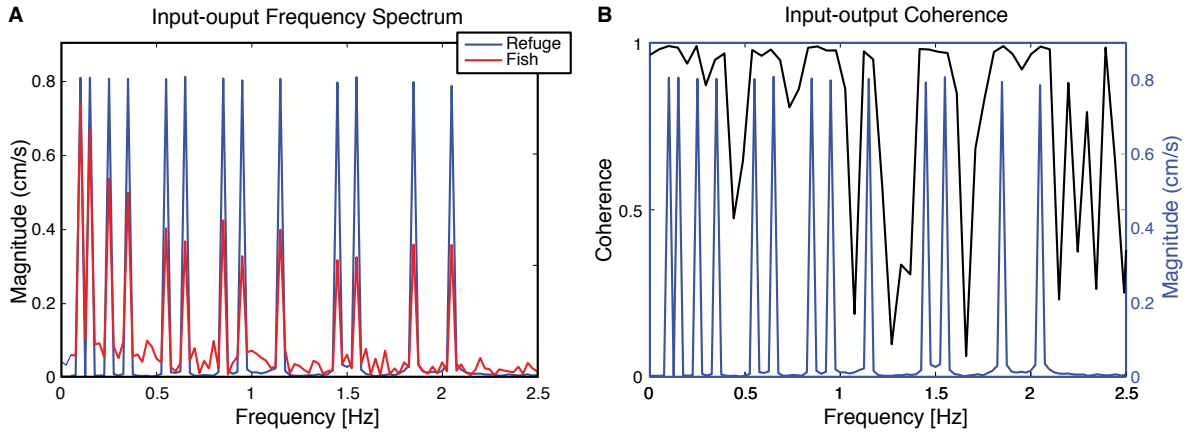 A
Input-ouput Frequency Spectrum
Refuge
Fish
Magnitude (cm/s)
0.8
0.6
0.4
0.2
0
0
0.5
1
1.5
2
2.5
Frequency [Hz]
B
Input-output Coherence
Coherence
1
0.5
0
0
0.5
1
1.5
2
2.5
Frequency [Hz]
0.8
0.6
0.4
0.2
0
Magnitude (cm/s)